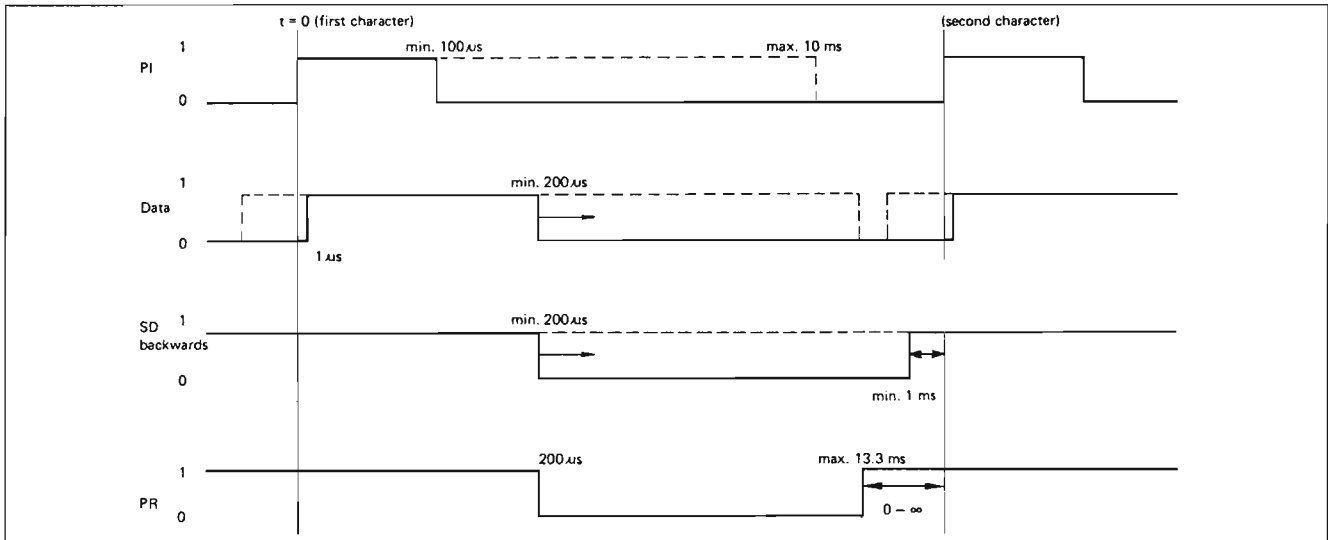 t = 0 (first character)
(second character)
1
min. 100 µs
max. 10 ms
PI
0
1
min. 200 µs
Data
0
1 µs
SD 1
min. 200 µs
backwards
0
min. 1 ms
200 µs
max. 13.3 ms
1
PR
0 – ∞
0